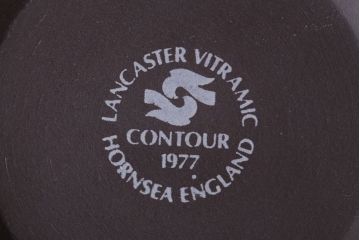 LANCASTER VITRAMIC
CONTOUR
1977
HORNSEA ENGLAND